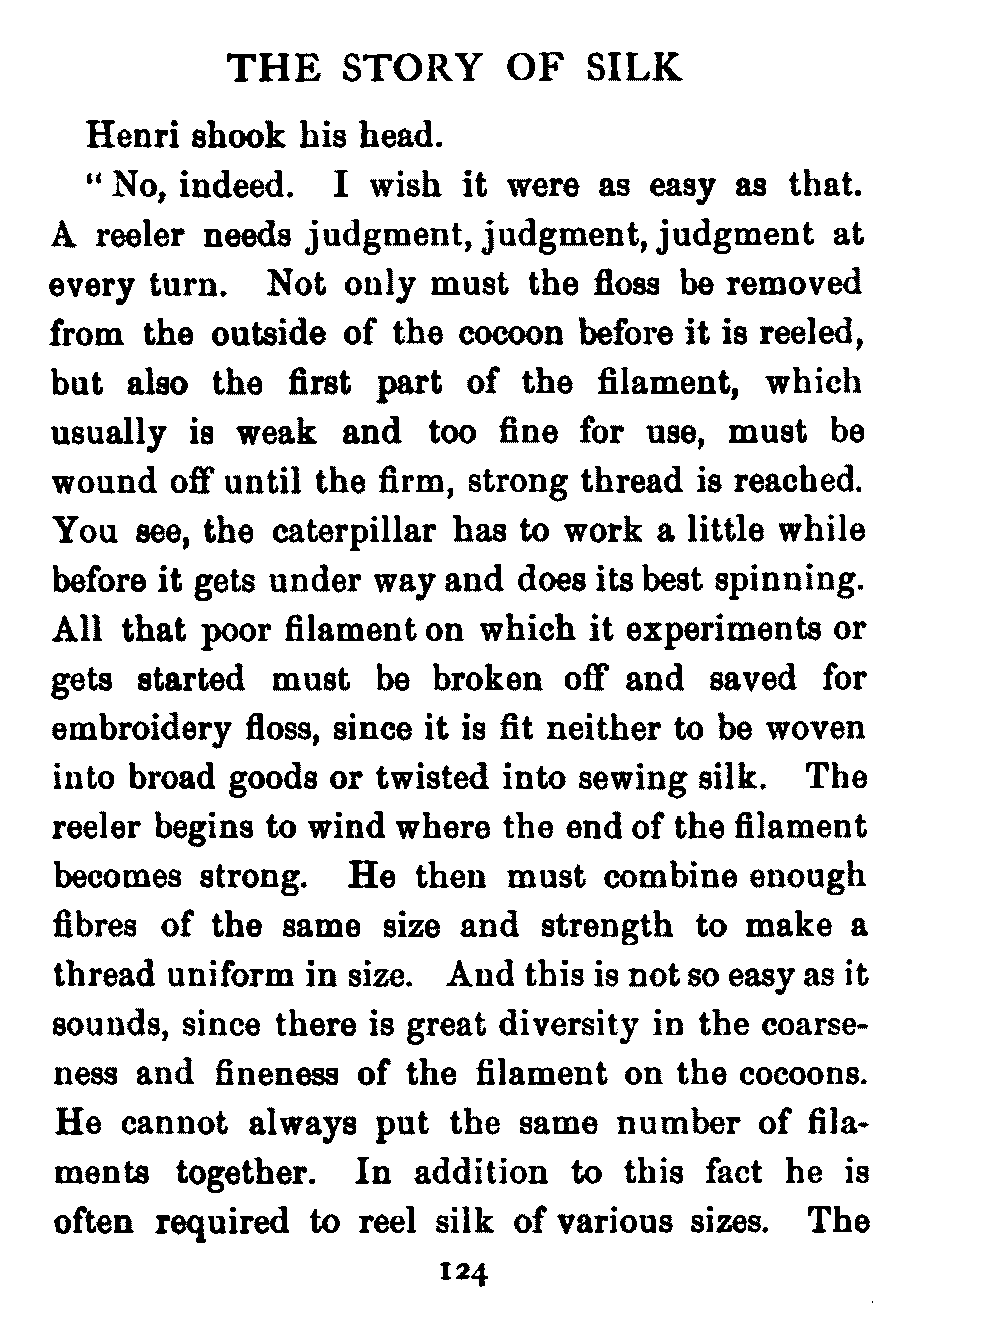 THE STORY OF SILK
Henri shook his head.
“ No, indeed. I wish it were as easy as that.
A reeler needs judgment, judgment, judgment at
every turn. Not only must the floss be removed
from the outside of the cocoon before it is reeled,
but also the first part of the filament, which
usually is weak and too fine for use, must be
wound off until the firm, strong thread is reached.
You see, the caterpillar has to work a little while
before it gets under way and does its best spinning.
All that poor filament on which it experiments or
gets started must be broken off and saved for
embroidery floss, since it is fit neither to be woven
into broad goods or twisted into sewing silk. The
reeler begins to wind where the end of the filament
becomes strong. He then must combine enough
fibres of the same size and strength to make a
thread uniform in size. And this is not so easy as it
sounds, since there is great diversity in the coarse-
ness and fineness of the filament on the cocoons.
He cannot always put the same number of fila-
ments together. In addition to this fact he is
often required to reel silk of various sizes. The
124